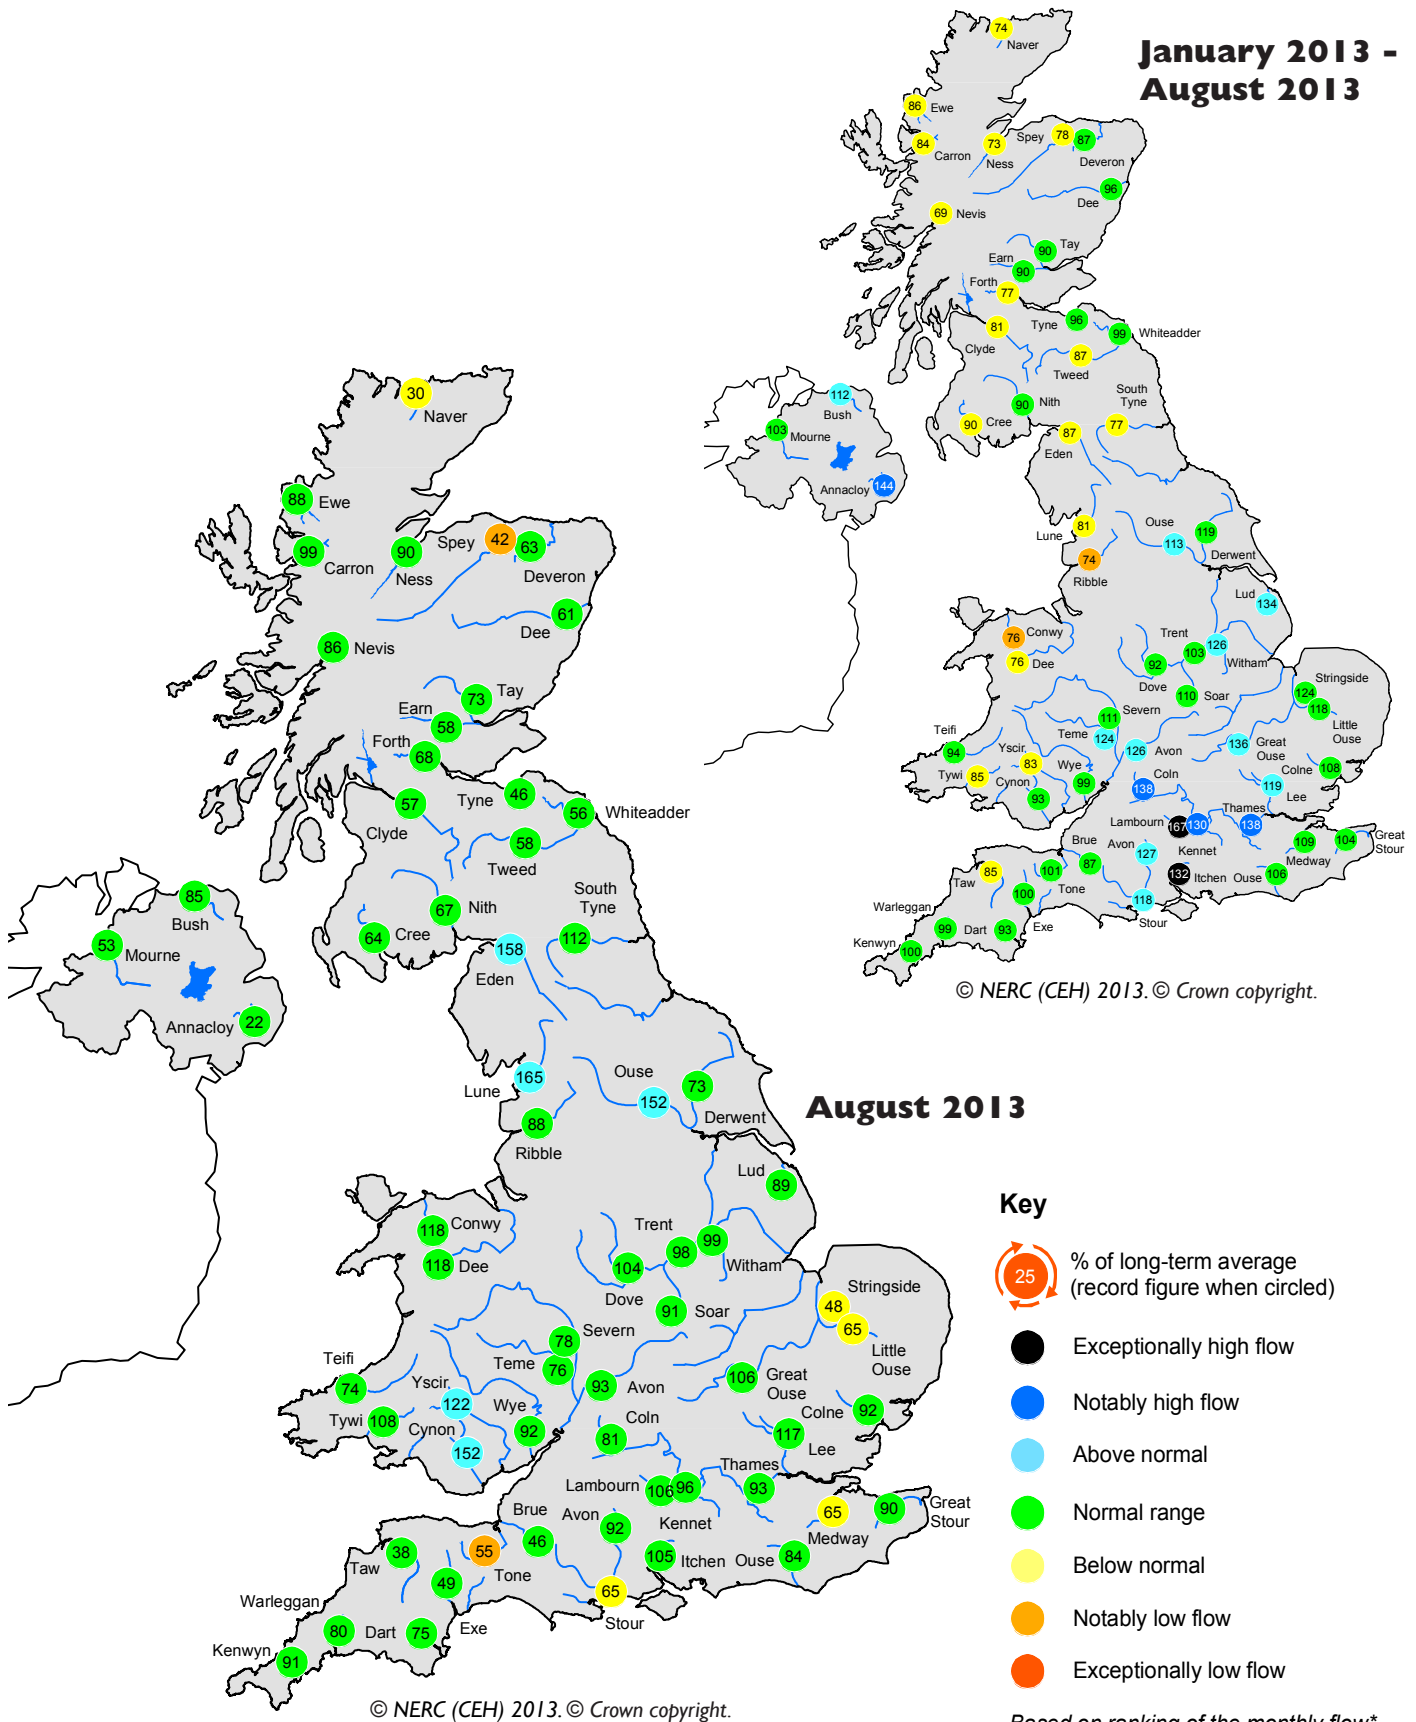 January 2013 -
August 2013
74
Naver
86
Ewe
84
Carron
73
Ness
Spey
78
87
Deveron
96
Dee
69
Nevis
90
Tay
Earn
90
Forth
77
81
Clyde
Tyne
96
99
Whiteadder
87
Tweed
90
Nith
90
Cree
South
Tyne
77
87
Eden
112
Bush
103
Mourne
Annacloy
144
81
Lune
74
Ribble
Ouse
113
119
Derwent
Lud
134
76
Conwy
76
Dee
Trent
103
126
Witham
92
Dove
110
Soar
Stringside
124
118
Little
Ouse
111
Severn
Teme
124
126
Avon
136
Great
Ouse
Colne
108
119
Lee
Teifi
94
Tywi
85
Yscir
83
Cynon
93
Wye
99
Coln
138
Thames
138
Lambourn
167
130
Kennet
Avon
127
132
Itchen
Ouse
106
109
Medway
104
Great
Stour
Brue
87
101
Tone
85
Taw
100
Exe
118
Stour
Warleggan
99
Dart
93
Kenwyn
100
© NERC (CEH) 2013. © Crown copyright.
August 2013
30
Naver
88
Ewe
99
Carron
90
Ness
Spey
42
63
Deveron
61
Dee
86
Nevis
73
Tay
Earn
58
Forth
68
57
Clyde
Tyne
46
56
Whiteadder
58
Tweed
67
Nith
64
Cree
South
Tyne
112
158
Eden
85
Bush
53
Mourne
Annacloy
22
165
Lune
88
Ribble
Ouse
152
73
Derwent
Lud
89
118
Conwy
118
Dee
Trent
98
99
Witham
104
Dove
91
Soar
Stringside
48
65
Little
Ouse
78
Severn
Teme
76
93
Avon
106
Great
Ouse
Colne
92
117
Lee
Teifi
74
Tywi
108
Yscir
122
Cynon
152
Wye
92
Coln
81
Thames
93
Lambourn
106
96
Kennet
Avon
92
105
Itchen
Ouse
84
65
Medway
90
Great
Stour
Brue
46
55
Tone
38
Taw
49
Exe
65
Stour
Warleggan
80
Dart
75
Kenwyn
91
© NERC (CEH) 2013. © Crown copyright.
Key
25
% of long-term average
(record figure when circled)
Exceptionally high flow
Notably high flow
Above normal
Normal range
Below normal
Notably low flow
Exceptionally low flow
Based on ranking of the monthly flow*